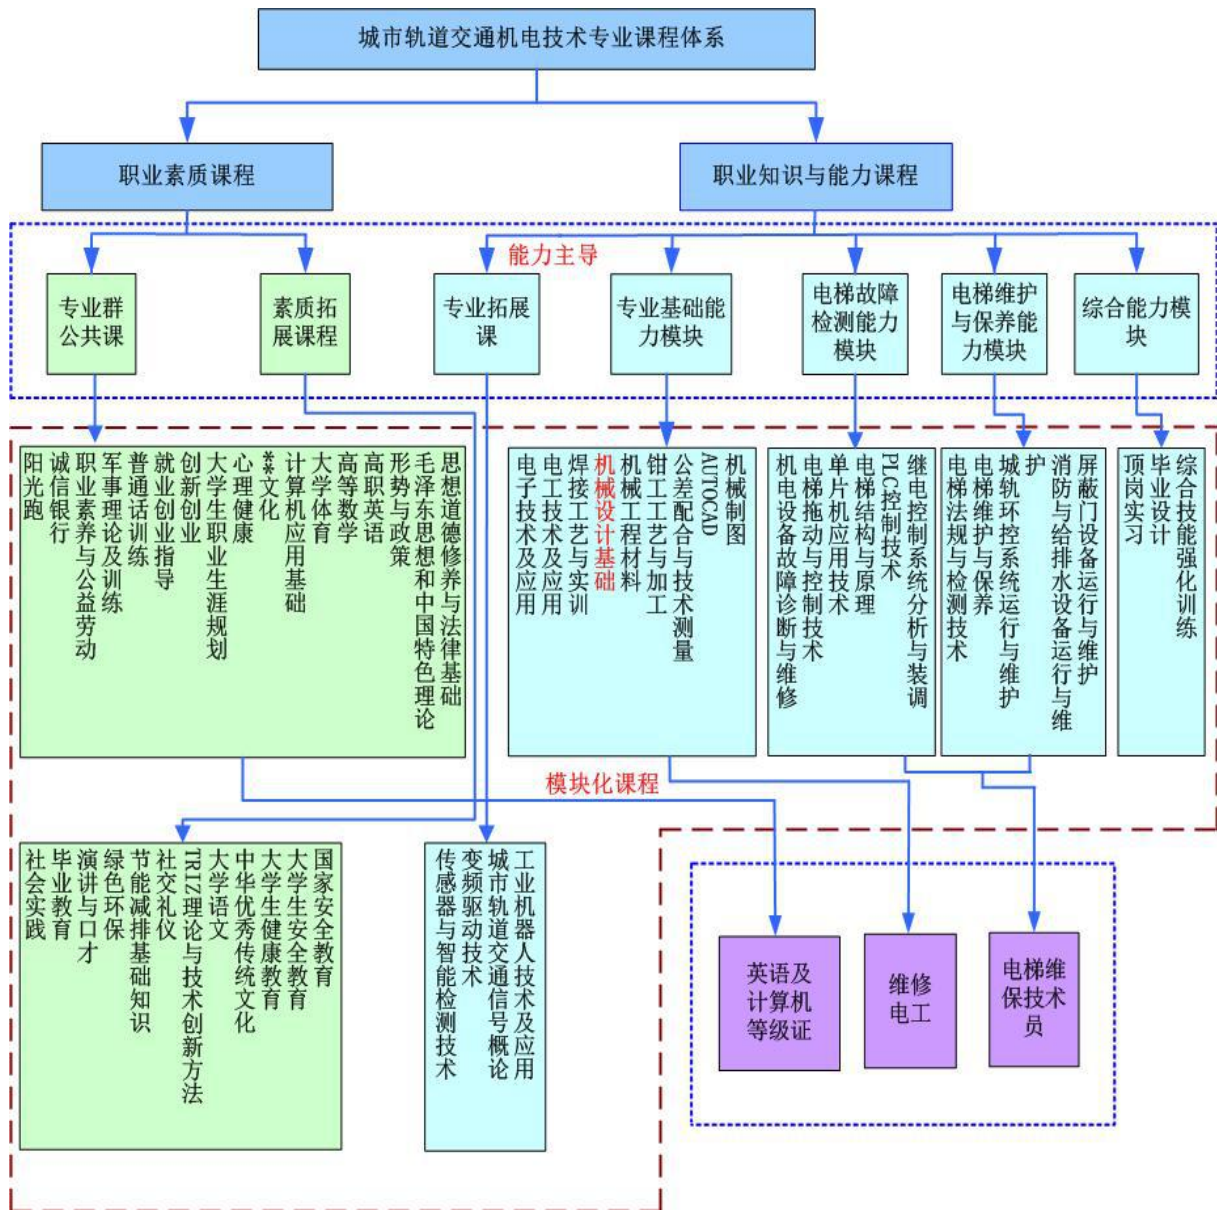 城市轨道交通机电技术专业课程体系
职业素质课程
职业知识与能力课程
能力主导
专业群
公共课
素质拓
展课程
专业拓展
课
专业基础能
力模块
电梯故障
检测能力
模块
电梯维护
与保养能
力模块
综合能力模
块
思想道德修养与法律基础
毛泽东思想和中国特色理论
形势与政策
高职英语
高等数学
大学体育
计算机应用基础
**文化
心理健康
大学生职业生涯规划
创新创业
就业创业指导
普通话训练
军事理论及训练
职业素养与公益劳动
诚信银行
阳光跑
机械制图
AUTOCAD
公差配合与技术测量
钳工工艺与加工
机械工程材料
机械设计基础
焊接工艺与实训
电工技术及应用
电子技术及应用
继电控制系统分析与装调
PLC控制技术
电梯结构与原理
单片机应用技术
电梯拖动与控制技术
机电设备故障诊断与维修
屏蔽门设备运行与维护
消防与给排水设备运行与维
护
城轨环控系统运行与维护
电梯维护与保养
电梯法规与检测技术
综合技能强化训练
毕业设计
顶岗实习
模块化课程
国家安全教育
大学生安全教育
大学生健康教育
中华优秀传统文化
大学语文
TRIZ理论与技术创新方法
社交礼仪
节能减排基础知识
绿色环保
演讲与口才
毕业教育
社会实践
工业机器人技术及应用
城市轨道交通信号概论
变频驱动技术
传感器与智能检测技术
英语及
计算机
等级证
维修
电工
电梯维
保技术
员